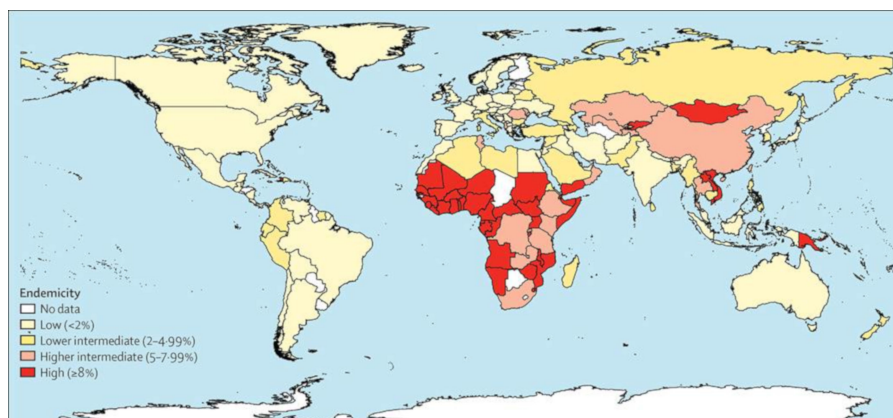 Endemicity
No data
Low (<2%)
Lower intermediate (2–4·99%)
Higher intermediate (5–7·99%)
High (≥8%)